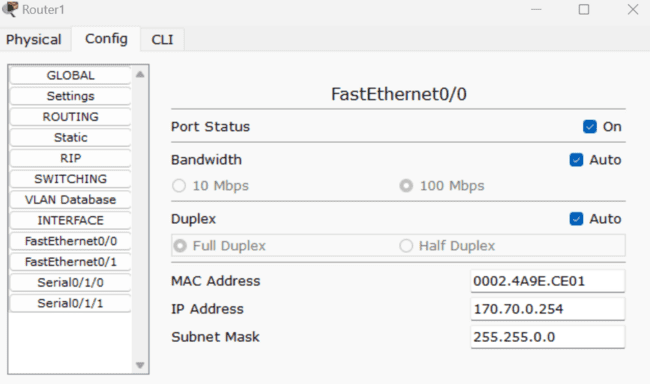 Router1
Physical Config CLI
GLOBAL
Settings
ROUTING
Static
RIP
SWITCHING
VLAN Database
INTERFACE
FastEthernet0/0
FastEthernet0/1
Serial0/1/0
Serial0/1/1
FastEthernet0/0
Port Status On
Bandwidth Auto
10 Mbps 100 Mbps
Duplex Auto
Full Duplex Half Duplex
MAC Address 0002.4A9E.CE01
IP Address 170.70.0.254
Subnet Mask 255.255.0.0